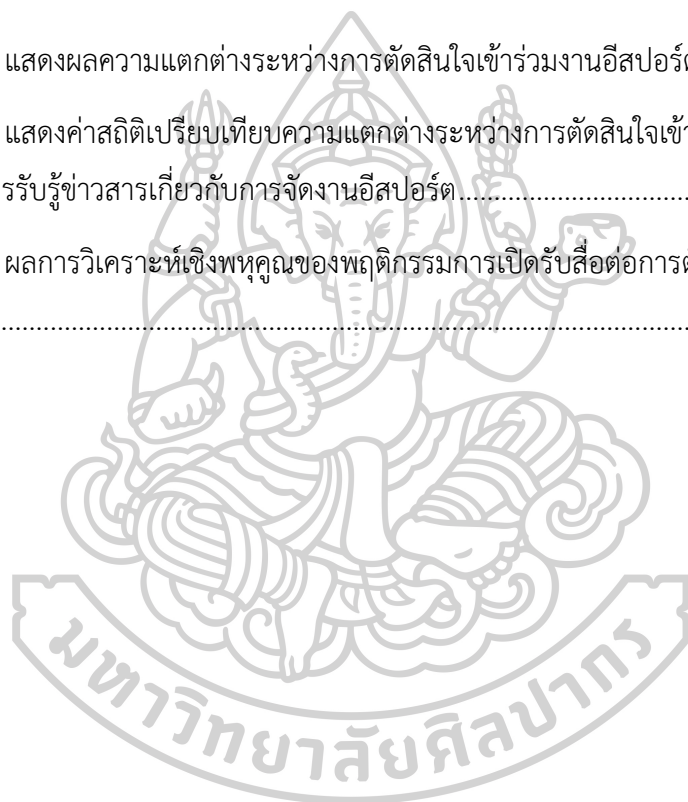 แสดงผลความแตกต่างระหว่างการตัดสินใจเข้าร่วมงานอีสปอร์ต
แสดงค่าสถิติเปรียบเทียบความแตกต่างระหว่างการตัดสินใจเข้า
รรับรู้ข่าวสารเกี่ยวกับการจัดงานอีสปอร์ต....................................
ผลการวิเคราะห์เชิงพหุคูณของพฤติกรรมการเปิดรับสื่อต่อการต
....................................................................................................
มหาวิทยาลัยศิลปากร